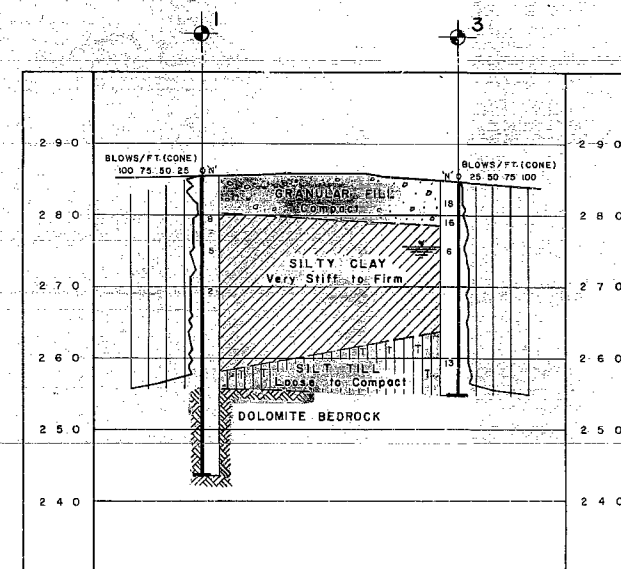 1
3
2 9 0
2 9 0
BLOWS/FT.(CONE)
100 75 50 25 0 'N'
BLOWS/FT.(CONE)
'N' 0 25 50 75 100
GRANULAR FILL
Compact
18
2 8 0
2 8 0
8
16
7
5
6
SILTY CLAY
Very Stiff to Firm
2 7 0
2 7 0
2
2 6 0
2 6 0
13
SILT TILL
Loose to Compact
T
T
T
T
T
DOLOMITE BEDROCK
2 5 0
2 5 0
2 4 0
2 4 0